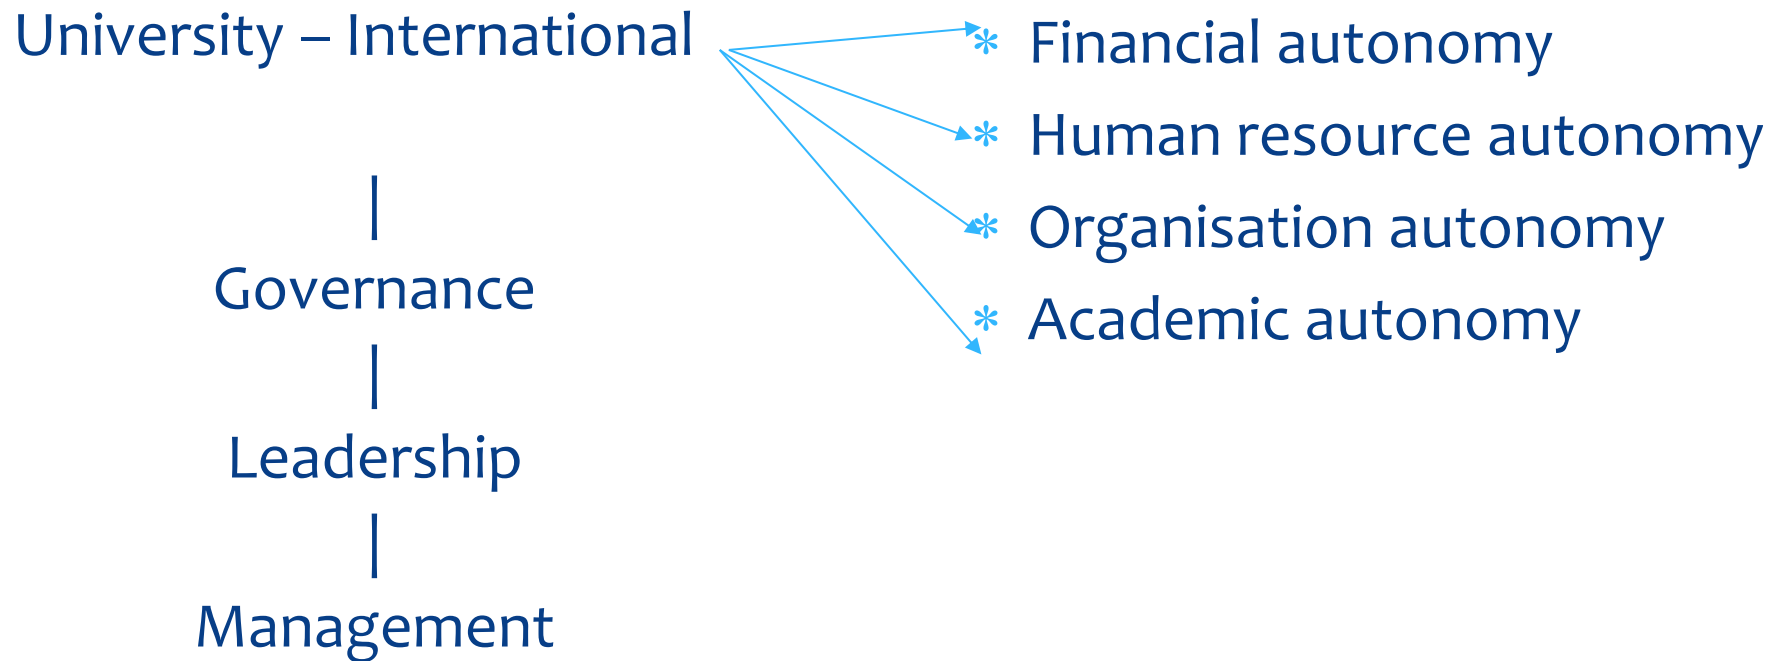 University – International
|
Governance
|
Leadership
|
Management
* Financial autonomy
* Human resource autonomy
* Organisation autonomy
* Academic autonomy